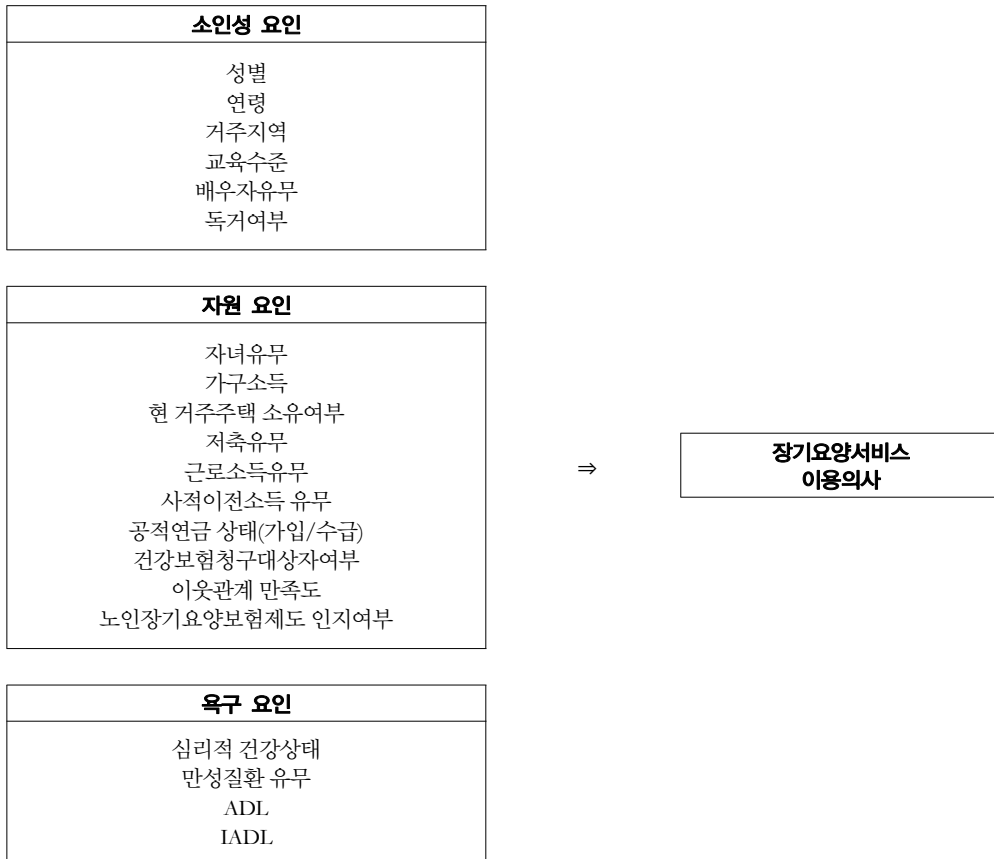 소인성 요인
성별
연령
거주지역
교육수준
배우자유무
독거여부
자원 요인
자녀유무
가구소득
현 거주주택 소유여부
저축유무
근로소득유무
사적이전소득 유무
공적연금 상태(가입/수급)
건강보험청구대상자여부
이웃관계 만족도
노인장기요양보험제도 인지여부
⇒
장기요양서비스
이용의사
욕구 요인
심리적 건강상태
만성질환 유무
ADL
IADL